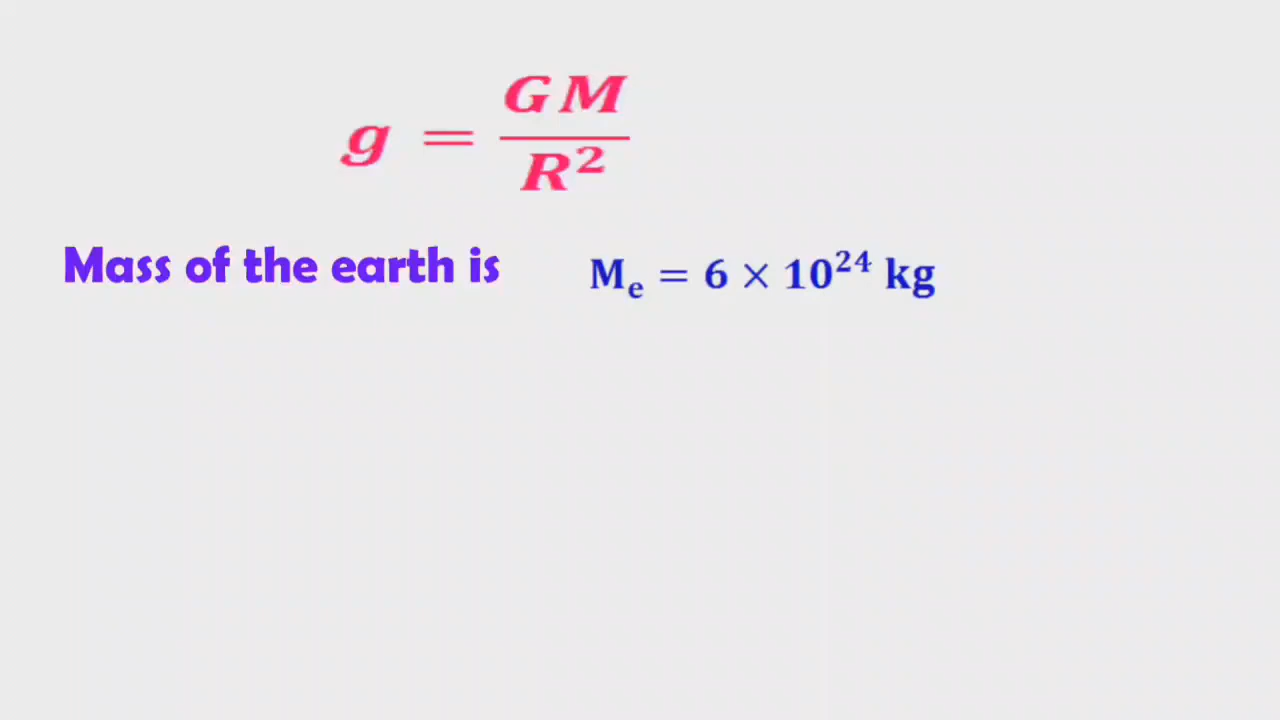 g = GM / R²
Mass of the earth is Mₑ = 6 × 10²⁴ kg